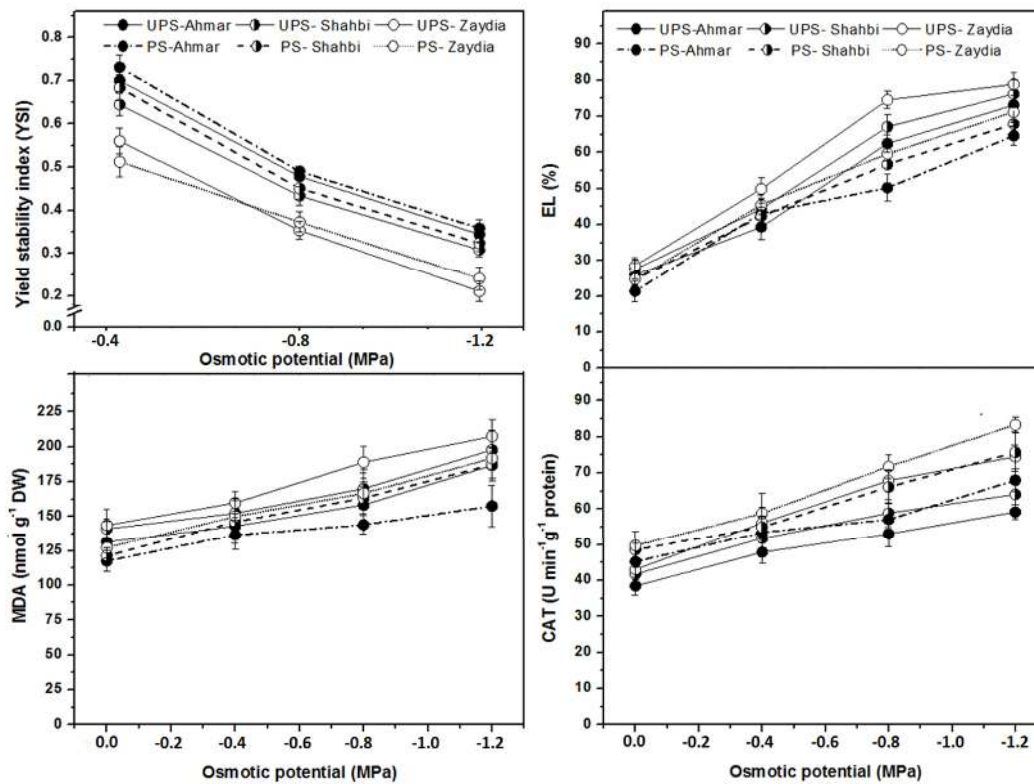 UPS-Ahmar UPS- Shahbi UPS- Zaydia
PS-Ahmar PS- Shahbi PS- Zaydia
0.8
0.7
0.6
0.5
0.4
0.3
0.2
0.0
Yield stability index (YSI)
-0.4 -0.8 -1.2
Osmotic potential (MPa)
UPS-Ahmar UPS- Shahbi UPS- Zaydia
PS-Ahmar PS- Shahbi PS- Zaydia
90
80
70
60
50
40
30
20
10
0
EL (%)
225
200
175
150
125
100
75
50
25
0
MDA (nmol g⁻¹ DW)
0.0 -0.4 -0.6 -0.8 -1.0 -1.2
Osmotic potential (MPa)
90
80
70
60
50
40
30
20
10
0
CAT (U min⁻¹g⁻¹ protein)
0.0 -0.4 -0.6 -0.8 -1.0 -1.2
Osmotic potential (MPa)